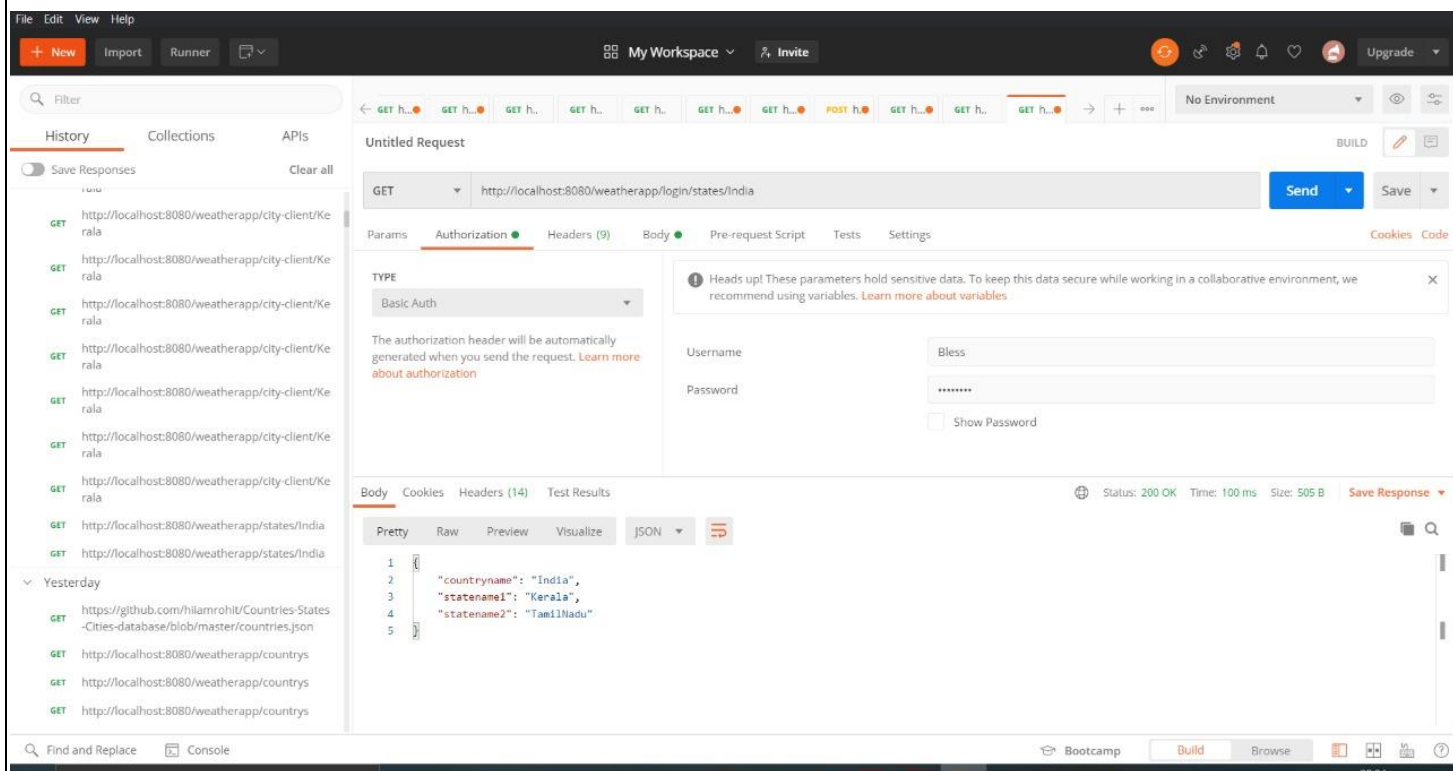 File Edit View Help
+ New Import Runner My Workspace Invite Upgrade
Filter
History Collections APIs
Save Responses Clear all
GET http://localhost:8080/weatherapp/city-client/Ke
rala
GET http://localhost:8080/weatherapp/city-client/Ke
rala
GET http://localhost:8080/weatherapp/city-client/Ke
rala
GET http://localhost:8080/weatherapp/city-client/Ke
rala
GET http://localhost:8080/weatherapp/city-client/Ke
rala
GET http://localhost:8080/weatherapp/city-client/Ke
rala
GET http://localhost:8080/weatherapp/city-client/Ke
rala
GET http://localhost:8080/weatherapp/states/India
GET http://localhost:8080/weatherapp/states/India
Yesterday
GET https://github.com/hiiamrohit/Countries-States
-Cities-database/blob/master/countries.json
GET http://localhost:8080/weatherapp/countrys
GET http://localhost:8080/weatherapp/countrys
GET http://localhost:8080/weatherapp/countrys
GET h... GET h... GET h.. GET h.. GET h.. GET h... GET h... POST h. GET h... GET h.. GET h... No Environment
Untitled Request BUILD
GET http://localhost:8080/weatherapp/login/states/India Send Save
Params Authorization Headers (9) Body Pre-request Script Tests Settings Cookies Code
TYPE
Basic Auth
The authorization header will be automatically
generated when you send the request. Learn more
about authorization
Heads up! These parameters hold sensitive data. To keep this data secure while working in a collaborative environment, we
recommend using variables. Learn more about variables
Username Bless
Password ••••••••
Show Password
Body Cookies Headers (14) Test Results Status: 200 OK Time: 100 ms Size: 505 B Save Response
Pretty Raw Preview Visualize JSON
1 {
2 "countryname": "India",
3 "statename1": "Kerala",
4 "statename2": "TamilNadu"
5 }
Find and Replace Console Bootcamp Build Browse